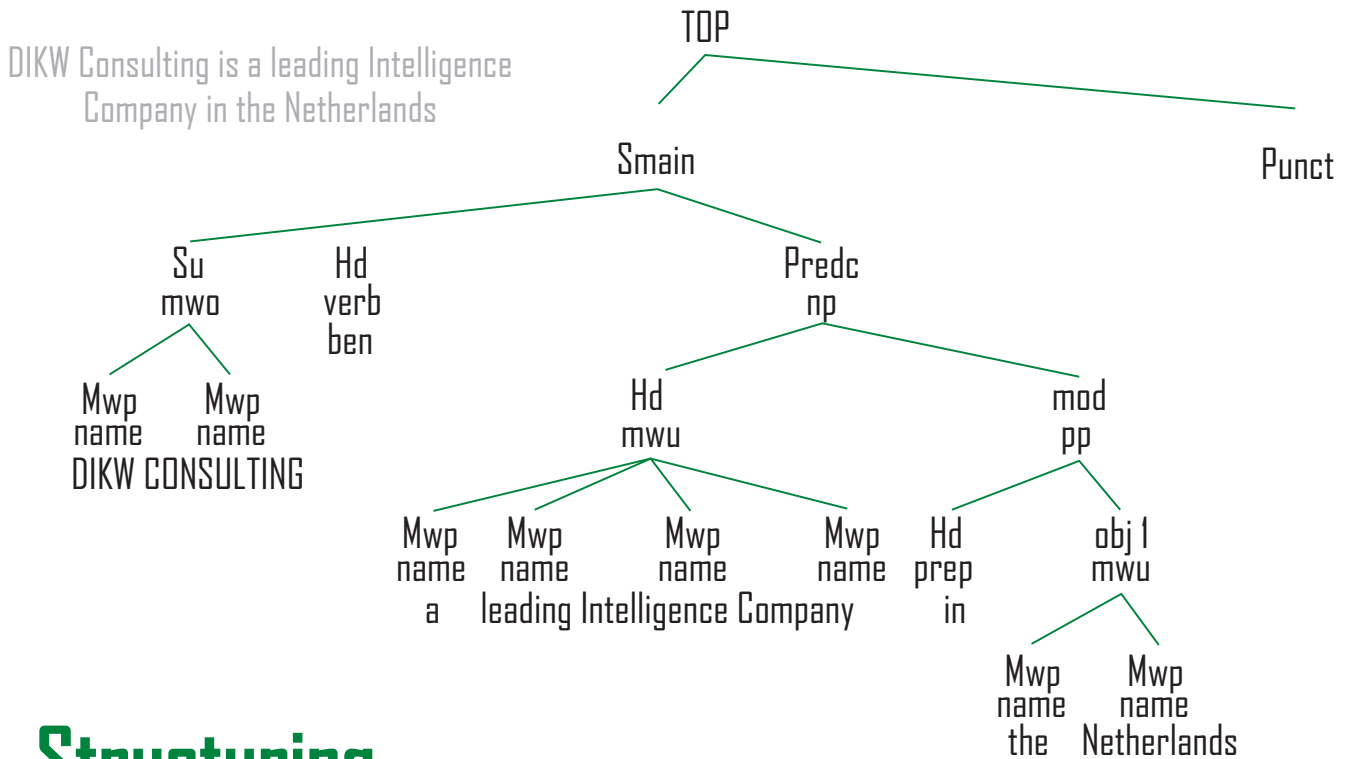 TOP
DIKW Consulting is a leading Intelligence
Company in the Netherlands
Smain
Punct
Su Hd Predc
mwo verb np
ben
Hd mod
mwu pp
Mwp Mwp
name name
DIKW CONSULTING
Mwp Mwp Mwp Mwp Hd obj 1
name name name name prep mwu
a leading Intelligence Company in
Mwp Mwp
name name
the Netherlands
Structuring